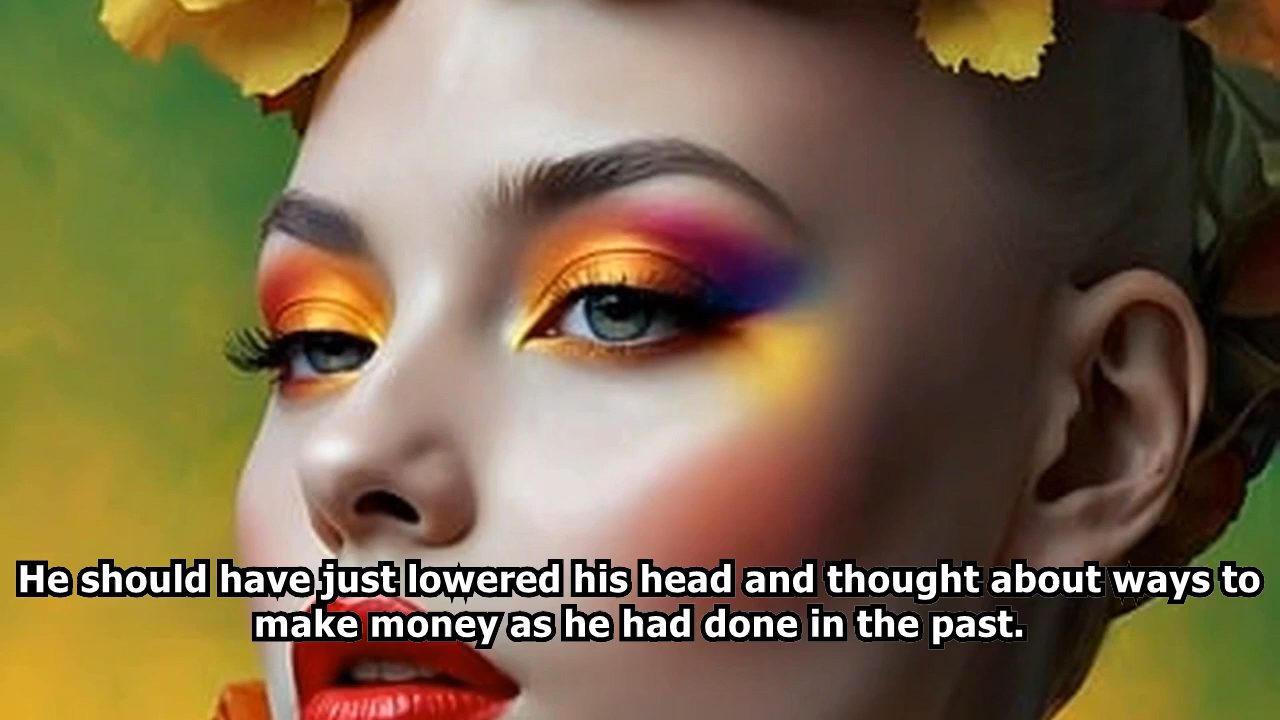 He should have just lowered his head and thought about ways to
make money as he had done in the past.